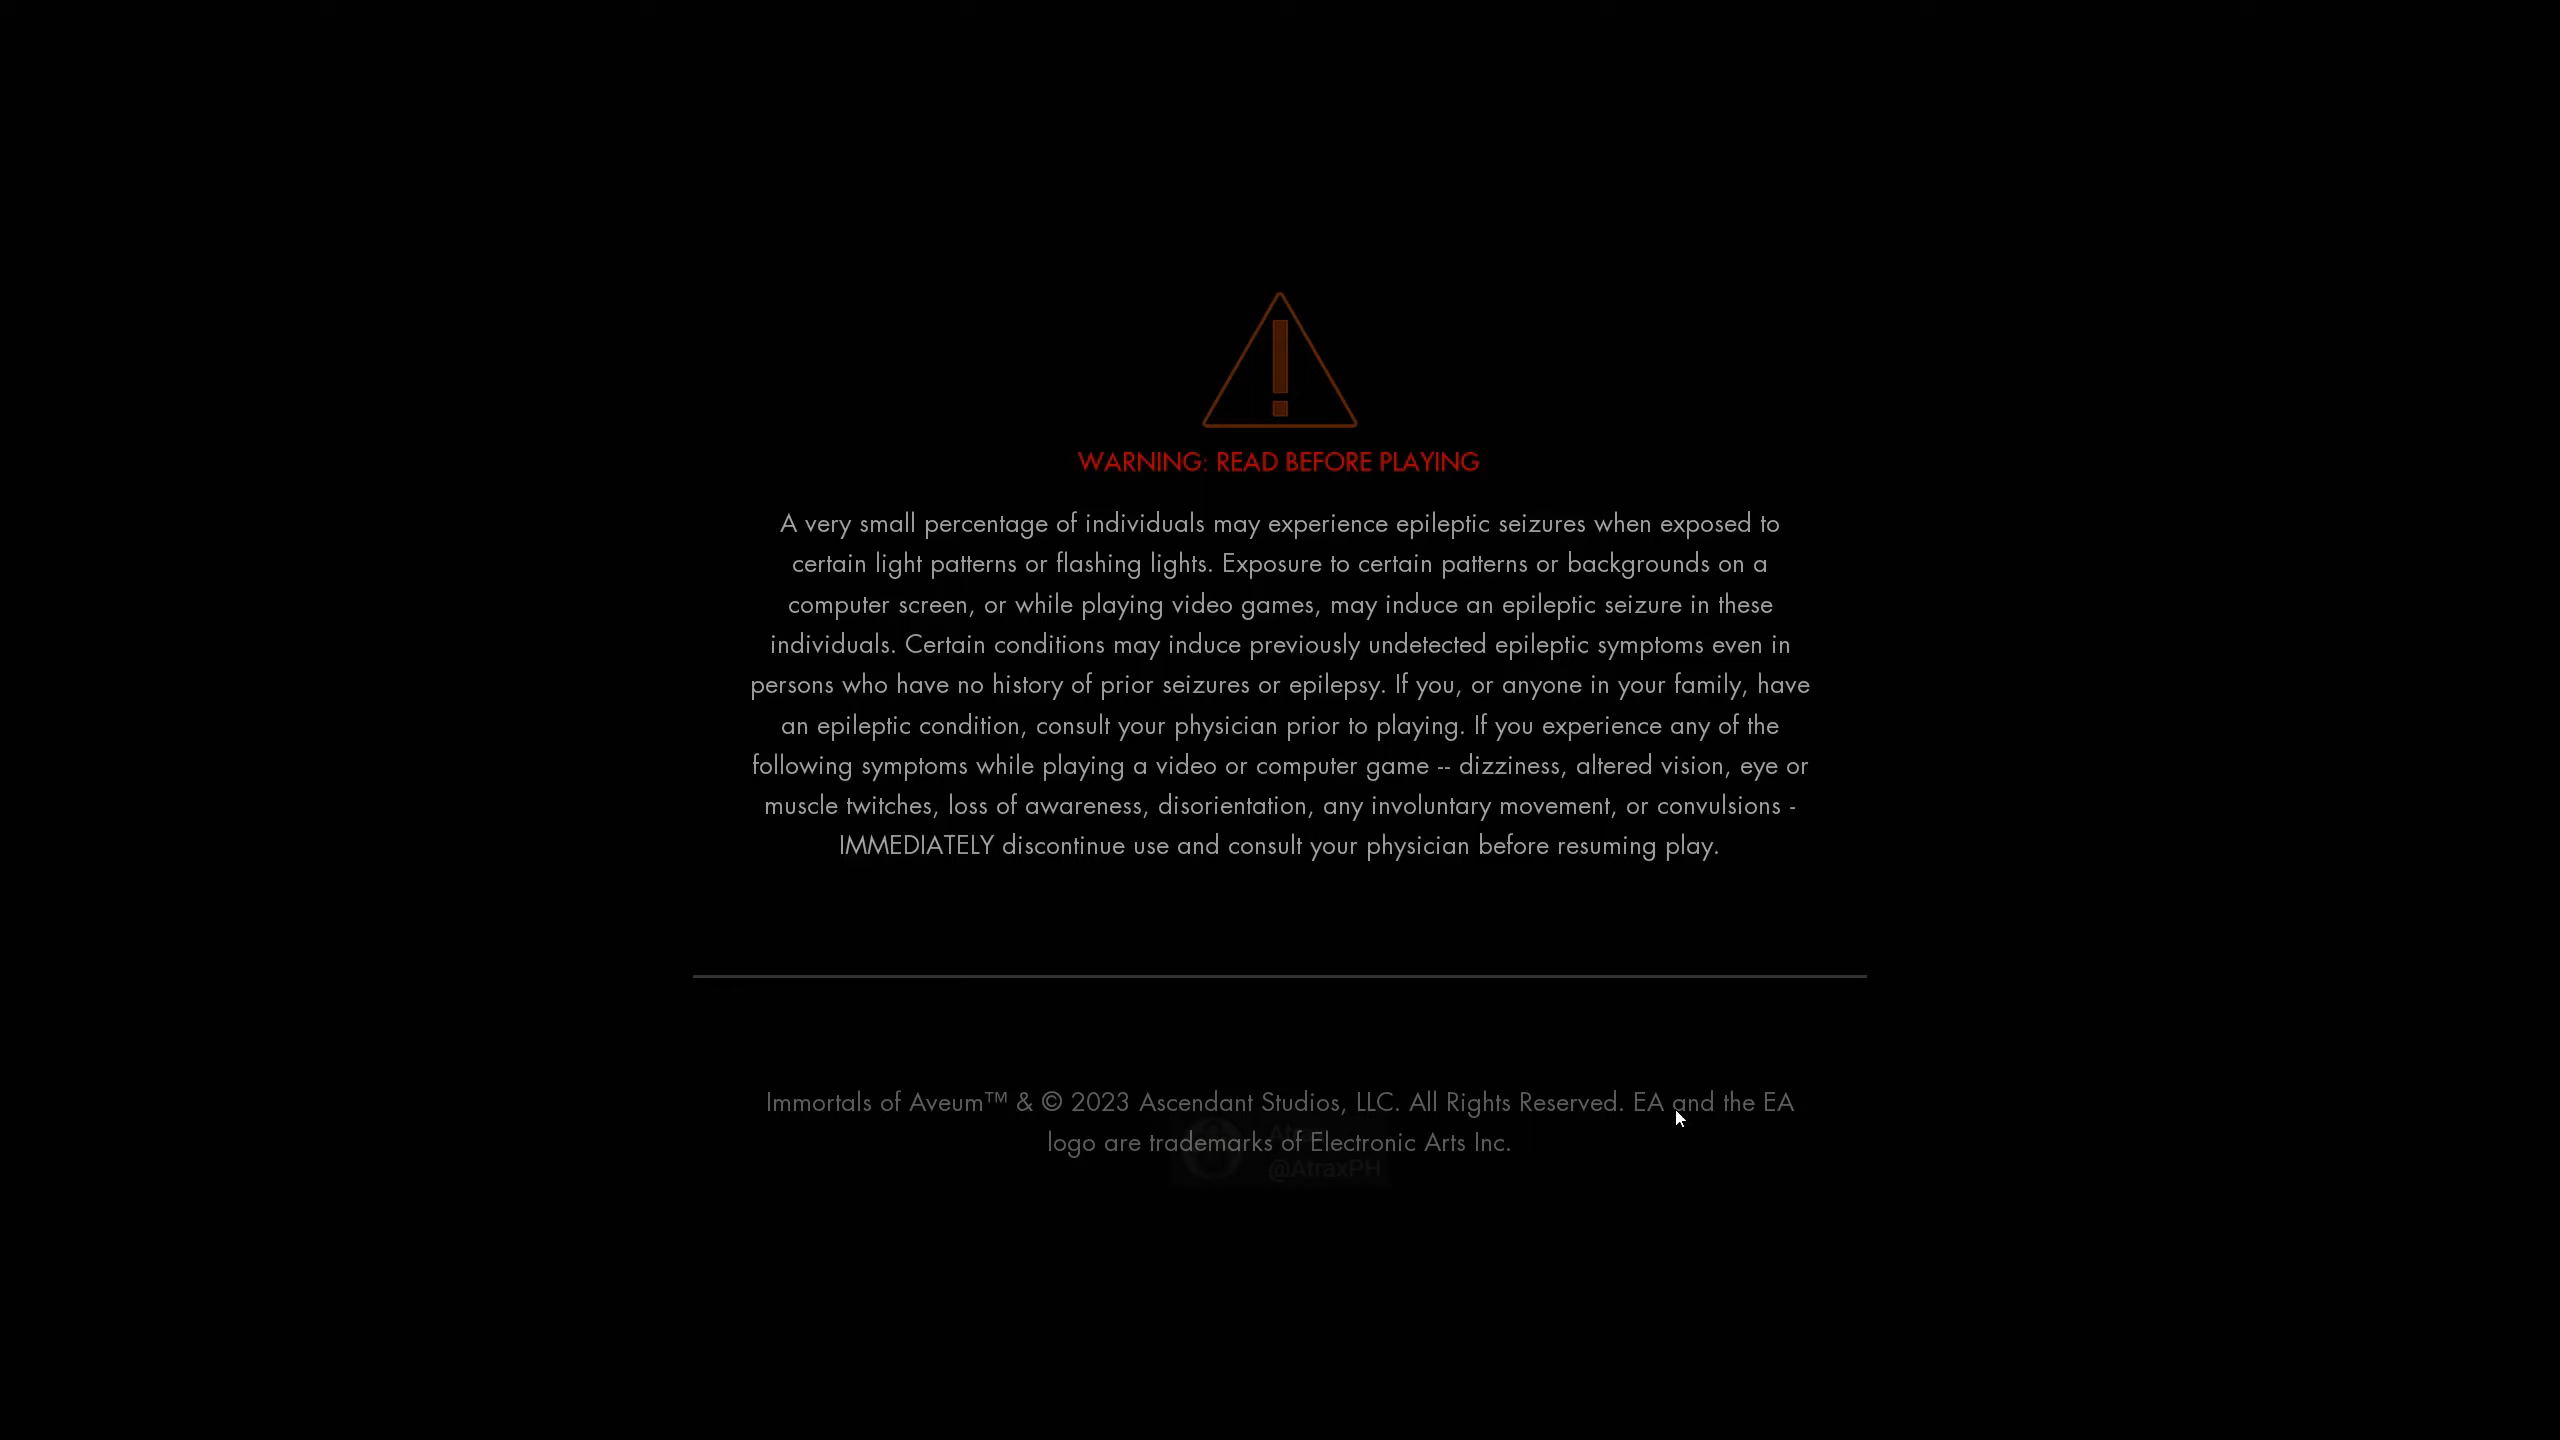 WARNING: READ BEFORE PLAYING
A very small percentage of individuals may experience epileptic seizures when exposed to
certain light patterns or flashing lights. Exposure to certain patterns or backgrounds on a
computer screen, or while playing video games, may induce an epileptic seizure in these
individuals. Certain conditions may induce previously undetected epileptic symptoms even in
persons who have no history of prior seizures or epilepsy. If you, or anyone in your family, have
an epileptic condition, consult your physician prior to playing. If you experience any of the
following symptoms while playing a video or computer game -- dizziness, altered vision, eye or
muscle twitches, loss of awareness, disorientation, any involuntary movement, or convulsions -
IMMEDIATELY discontinue use and consult your physician before resuming play.
Immortals of Aveum™ & © 2023 Ascendant Studios, LLC. All Rights Reserved. EA and the EA
logo are trademarks of Electronic Arts Inc.
@AtraxPH